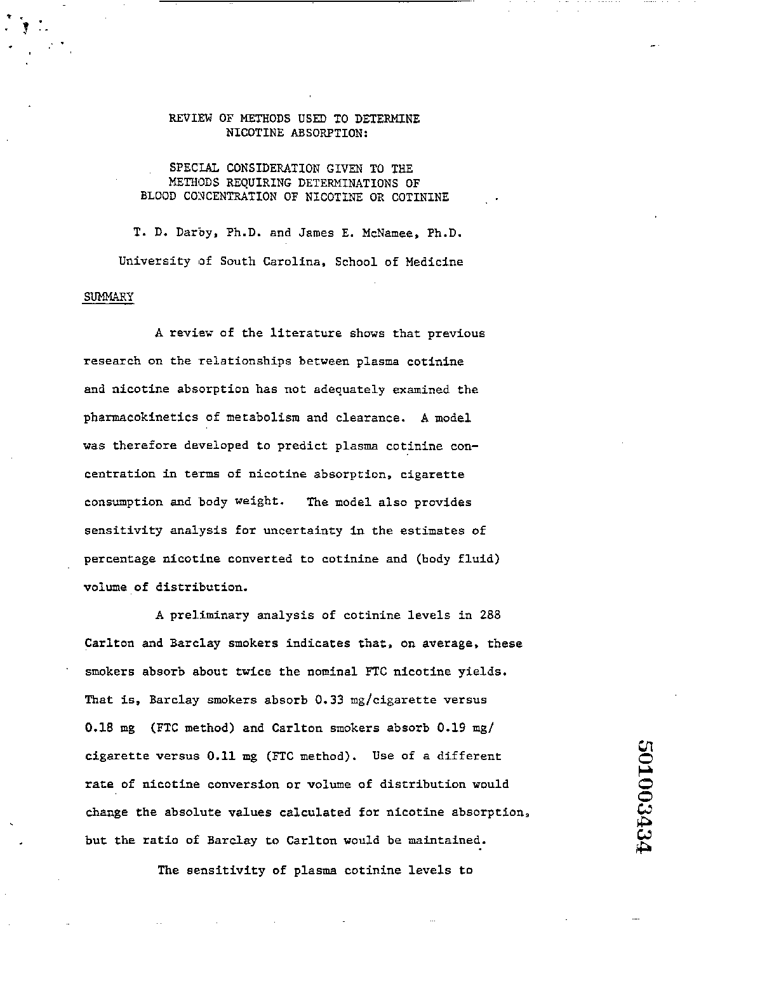 REVIEW OF METHODS USED TO DETERMINE
NICOTINE ABSORPTION:
SPECIAL CONSIDERATION GIVEN TO THE
METHODS REQUIRING DETERMINATIONS OF
BLOOD CONCENTRATION OF NICOTINE OR COTININE
T. D. Darby, Ph.D. and James E. McNamee, Ph.D.
University of South Carolina, School of Medicine
SUMMARY
A review of the literature shows that previous
research on the relationships between plasma cotinine
and nicotine absorption has not adequately examined the
pharmacokinetics of metabolism and clearance. A model
was therefore developed to predict plasma cotinine con-
centration in terms of nicotine absorption, cigarette
consumption and body weight. The model also provides
sensitivity analysis for uncertainty in the estimates of
percentage nicotine converted to cotinine and (body fluid)
volume of distribution.
A preliminary analysis of cotinine levels in 288
Carlton and Barclay smokers indicates that, on average, these
smokers absorb about twice the nominal FTC nicotine yields.
That is, Barclay smokers absorb 0.33 mg/cigarette versus
0.18 mg (FTC method) and Carlton smokers absorb 0.19 mg/
cigarette versus 0.11 mg (FTC method). Use of a different
rate of nicotine conversion or volume of distribution would
change the absolute values calculated for nicotine absorption,
but the ratio of Barclay to Carlton would be maintained.
The sensitivity of plasma cotinine levels to
501003434